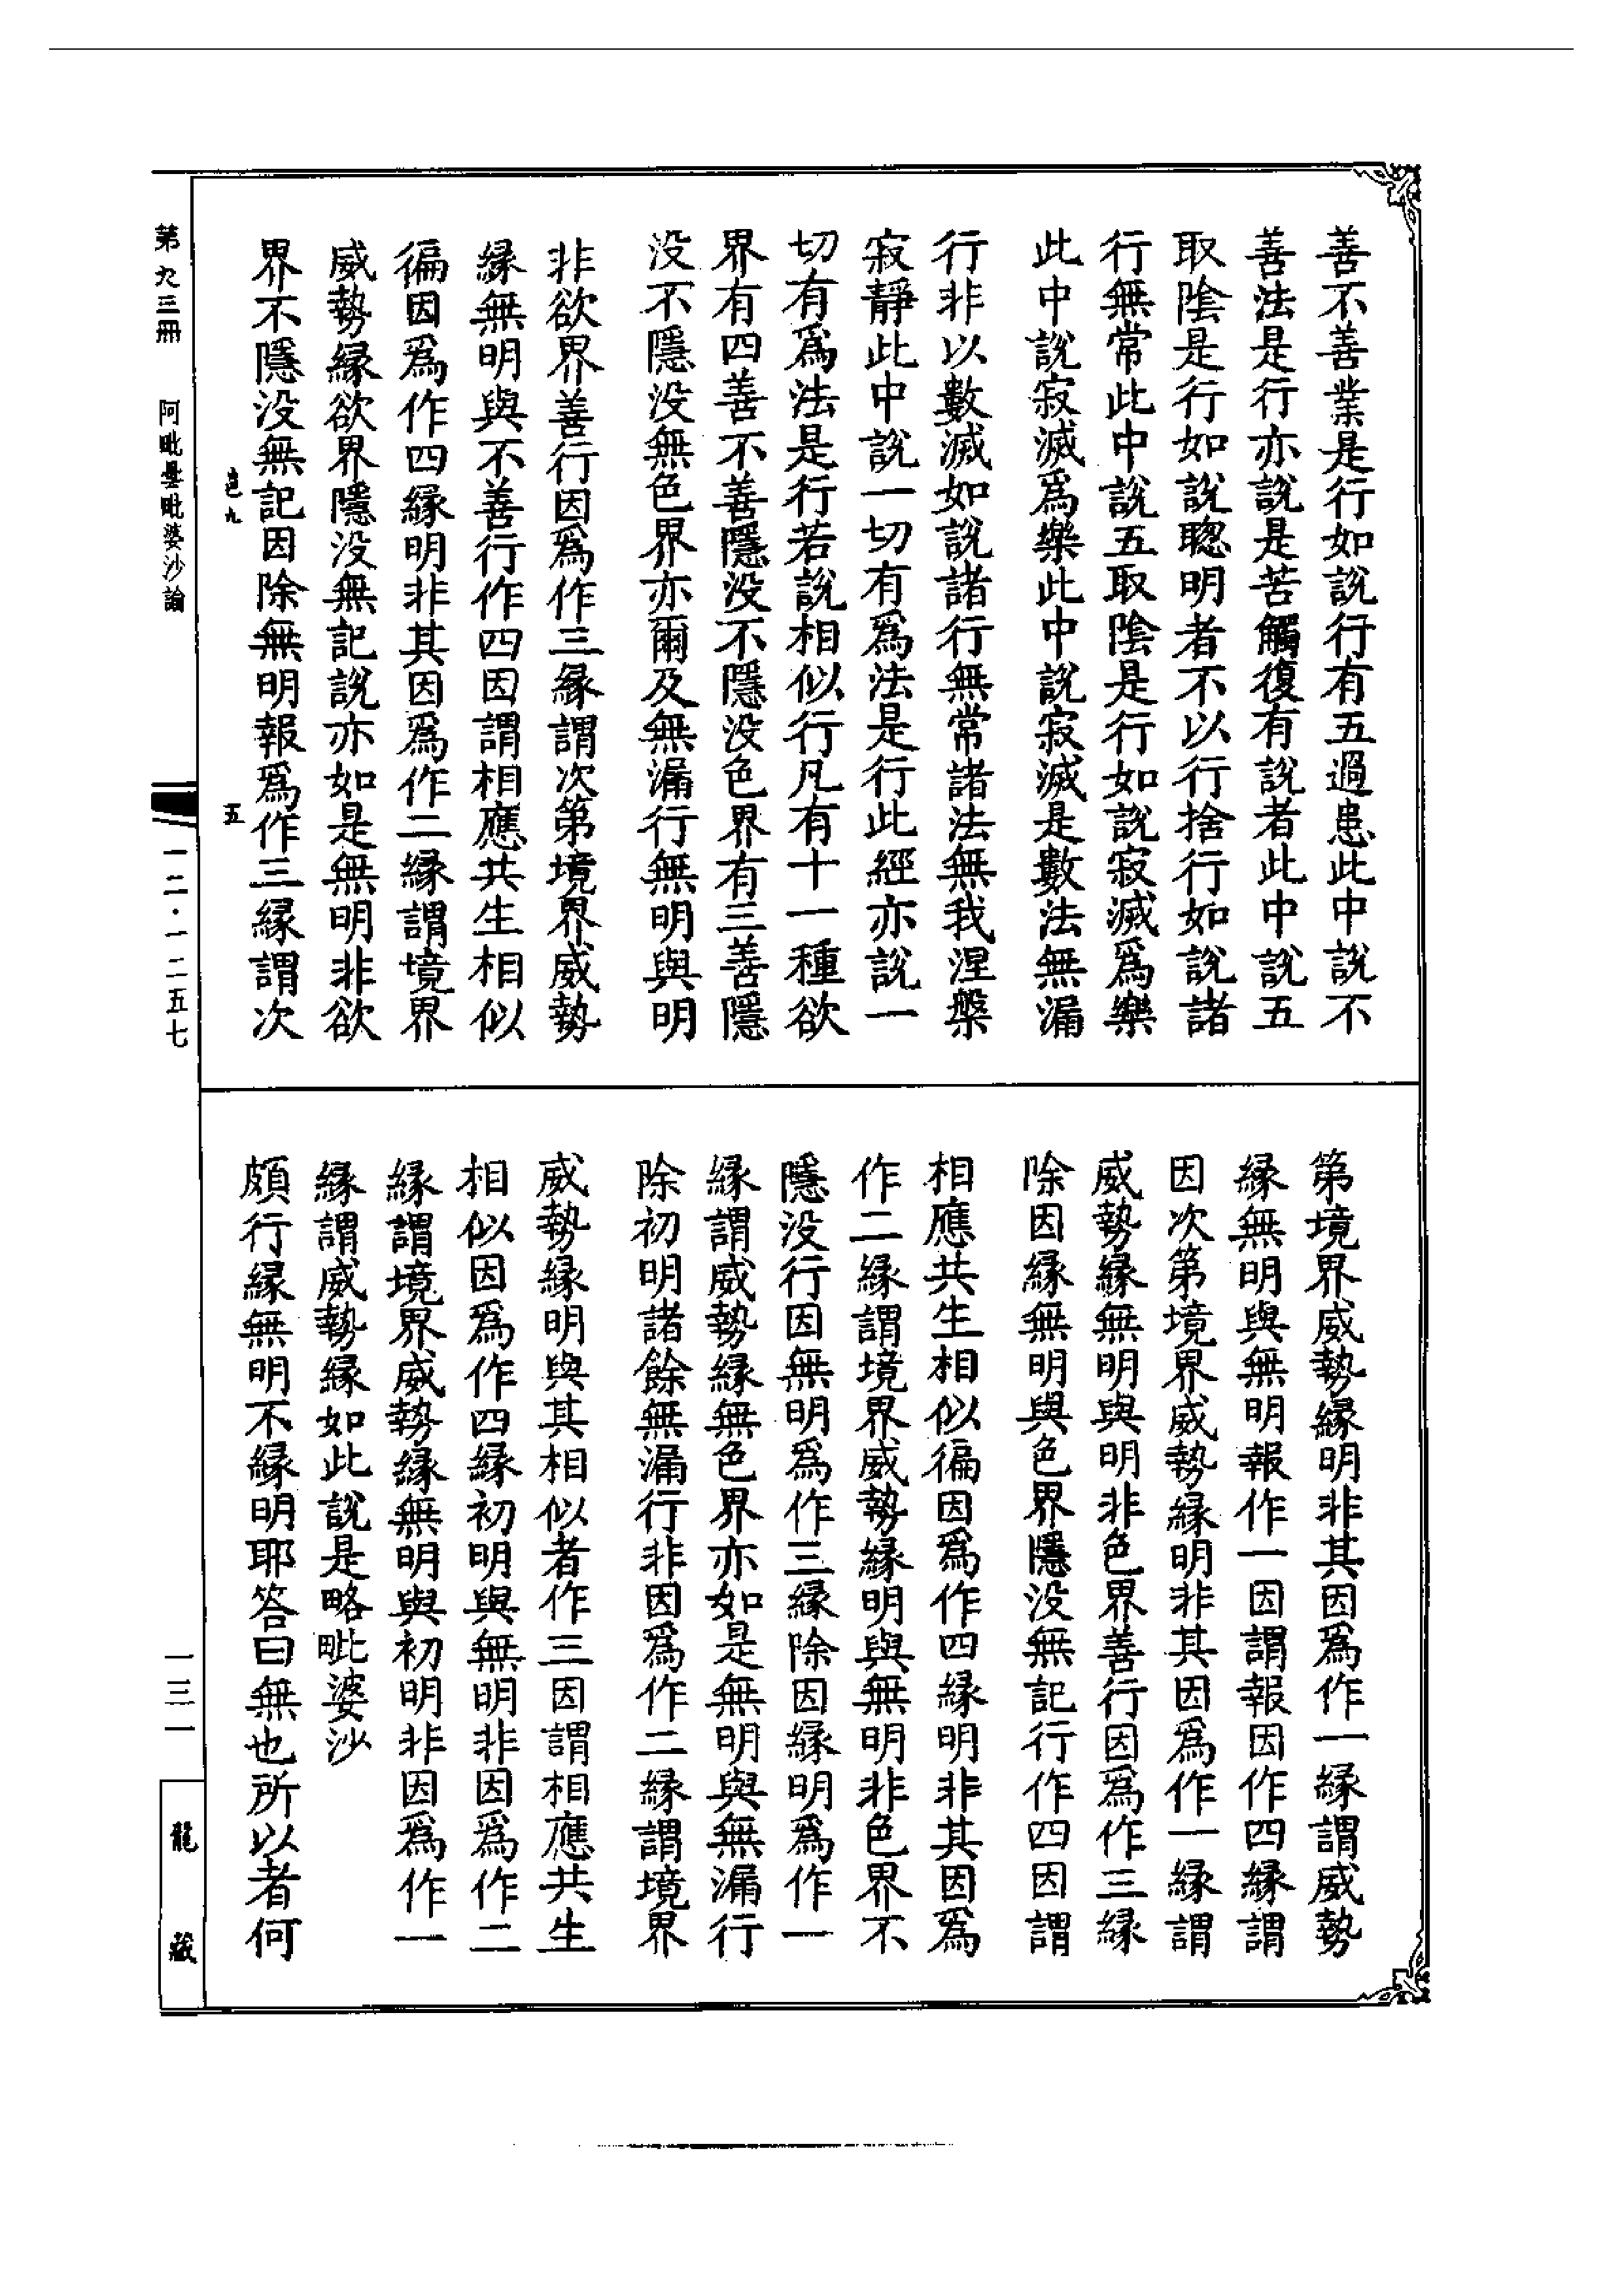 善不善業是行如說行有五過患此中說不
善法是行亦說是苦觸復有說者此中說五
取陰是行如說聰明者不以行捨行如說諸
行無常此中說五取陰是行如說寂滅爲樂
此中說寂滅爲樂此中說寂滅是數法無漏
行非以數滅如說諸行無常諸法無我涅槃
寂靜此中說一切有爲法是行此經亦說一
切有爲法是行若說相似行凡有十一種欲
界有四善不善隱没不隱没色界有三善隱
没不隱没無色界亦爾及無漏行無明與明
非欲界善行因爲作三緣謂次第境界威勢
緣無明與不善行作四因謂相應共生相似
徧因爲作四緣明非其因爲作二緣謂境界
威勢緣欲界隱没無記說亦如是無明非欲
界不隱没無記因除無明報爲作三緣謂次
第境界威勢緣明非其因爲作一緣謂威勢
緣無明與無明報作一因謂報因作四緣謂
因次第境界威勢緣明非其因爲作一緣謂
威勢緣無明與明非色界善行因爲作三緣
除因緣無明與色界隱没無記行作四因謂
相應共生相似徧因爲作四緣明非其因爲
作二緣謂境界威勢緣明與無明非色界不
隱没行因無明爲作三緣除因緣明爲作一
緣謂威勢緣無色界亦如是無明與無漏行
除初明諸餘無漏行非因爲作二緣謂境界
威勢緣明與其相似者作三因謂相應共生
相似因爲作四緣初明與無明非因爲作二
緣謂境界威勢緣無明與初明非因爲作一
緣謂威勢緣如此說是略毗婆沙
頗行緣無明不緣明耶答曰無也所以者何
第九三冊
阿毗曇毗婆沙論
邑九
五
一二·一二五七
一三一
龍藏